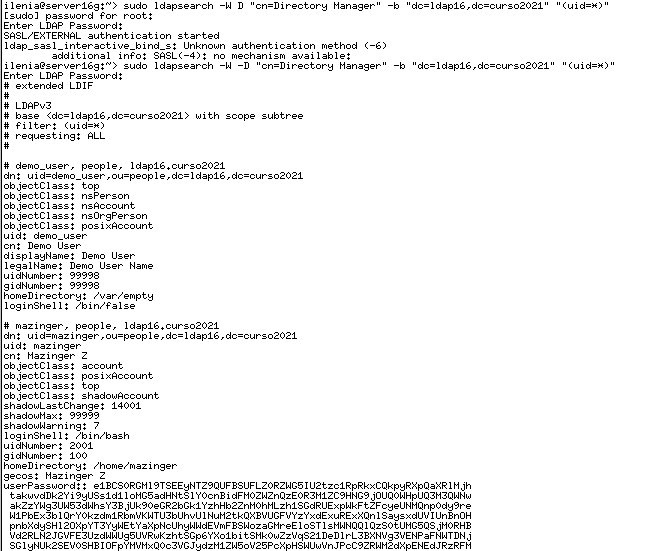 ilenia@server16g:~> sudo ldapsearch -W D "cn=Directory Manager" -b "dc=ldap16,dc=curso2021" "(uid=*)"
[sudo] password for root:
Enter LDAP Password:
SASL/EXTERNAL authentication started
ldap_sasl_interactive_bind_s: Unknown authentication method (-6)
        additional info: SASL(-4): no mechanism available:
ilenia@server16g:~> sudo ldapsearch -W -D "cn=Directory Manager" -b "dc=ldap16,dc=curso2021" "(uid=*)"
Enter LDAP Password:
# extended LDIF
#
# LDAPv3
# base <dc=ldap16,dc=curso2021> with scope subtree
# filter: (uid=*)
# requesting: ALL
#

# demo_user, people, ldap16.curso2021
dn: uid=demo_user,ou=people,dc=ldap16,dc=curso2021
objectClass: top
objectClass: nsPerson
objectClass: nsAccount
objectClass: nsOrgPerson
objectClass: posixAccount
uid: demo_user
cn: Demo User
displayName: Demo User
legalName: Demo User Name
uidNumber: 99998
gidNumber: 99998
homeDirectory: /var/empty
loginShell: /bin/false

# mazinger, people, ldap16.curso2021
dn: uid=mazinger,ou=people,dc=ldap16,dc=curso2021
uid: mazinger
cn: Mazinger Z
objectClass: account
objectClass: posixAccount
objectClass: top
objectClass: shadowAccount
shadowLastChange: 14001
shadowMax: 99999
shadowWarning: 7
loginShell: /bin/bash
uidNumber: 2001
gidNumber: 100
homeDirectory: /home/mazinger
gecos: Mazinger Z
userPassword::